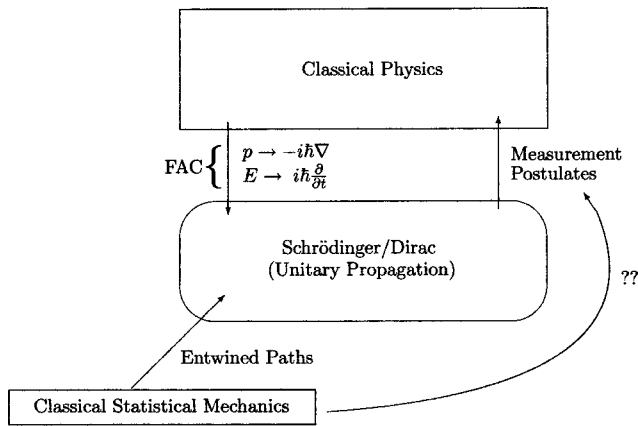 Classical Physics
FAC { p → -iħ∇
E → iħ ∂/∂t
Measurement
Postulates
Schrödinger/Dirac
(Unitary Propagation)
??
Entwined Paths
Classical Statistical Mechanics